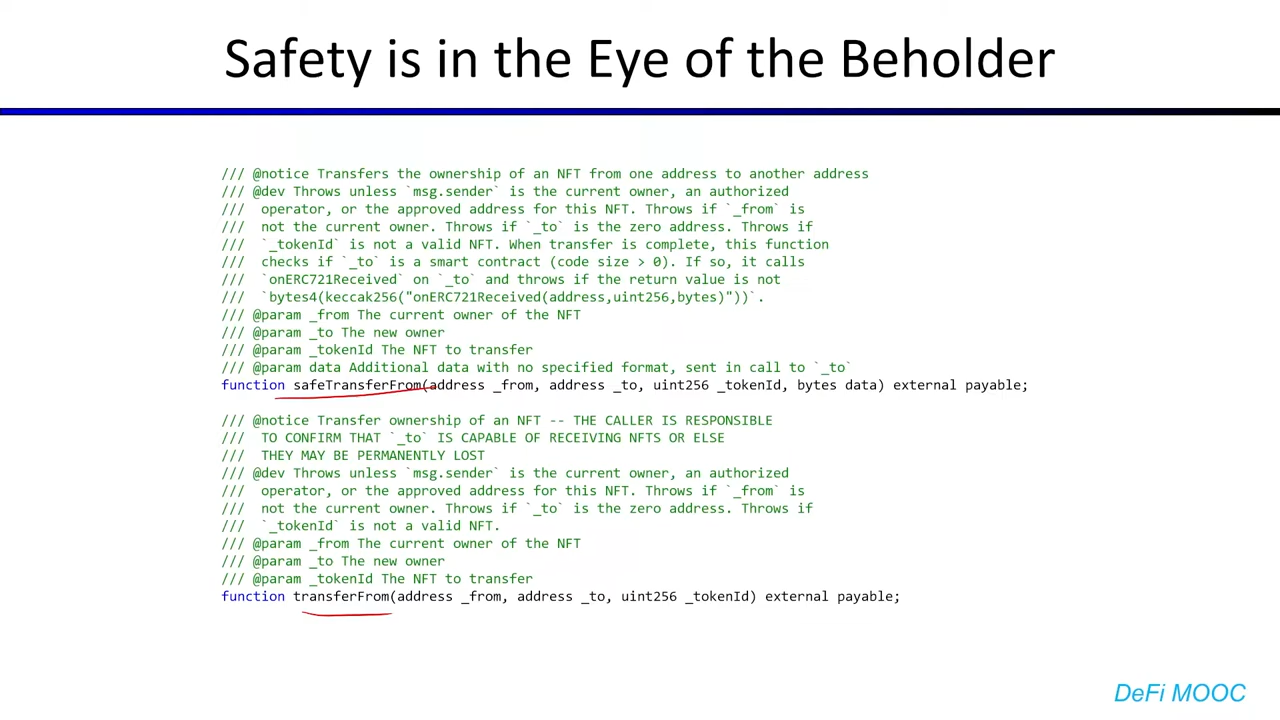 Safety is in the Eye of the Beholder
/// @notice Transfers the ownership of an NFT from one address to another address
/// @dev Throws unless `msg.sender` is the current owner, an authorized
/// operator, or the approved address for this NFT. Throws if `_from` is
/// not the current owner. Throws if `_to` is the zero address. Throws if
/// `_tokenId` is not a valid NFT. When transfer is complete, this function
/// checks if `_to` is a smart contract (code size > 0). If so, it calls
/// `onERC721Received` on `_to` and throws if the return value is not
/// `bytes4(keccak256("onERC721Received(address,uint256,bytes)"))`.
/// @param _from The current owner of the NFT
/// @param _to The new owner
/// @param _tokenId The NFT to transfer
/// @param data Additional data with no specified format, sent in call to `_to`
function safeTransferFrom(address _from, address _to, uint256 _tokenId, bytes data) external payable;
/// @notice Transfer ownership of an NFT -- THE CALLER IS RESPONSIBLE
/// TO CONFIRM THAT `_to` IS CAPABLE OF RECEIVING NFTS OR ELSE
/// THEY MAY BE PERMANENTLY LOST
/// @dev Throws unless `msg.sender` is the current owner, an authorized
/// operator, or the approved address for this NFT. Throws if `_from` is
/// not the current owner. Throws if `_to` is the zero address. Throws if
/// `_tokenId` is not a valid NFT.
/// @param _from The current owner of the NFT
/// @param _to The new owner
/// @param _tokenId The NFT to transfer
function transferFrom(address _from, address _to, uint256 _tokenId) external payable;
DeFi MOOC